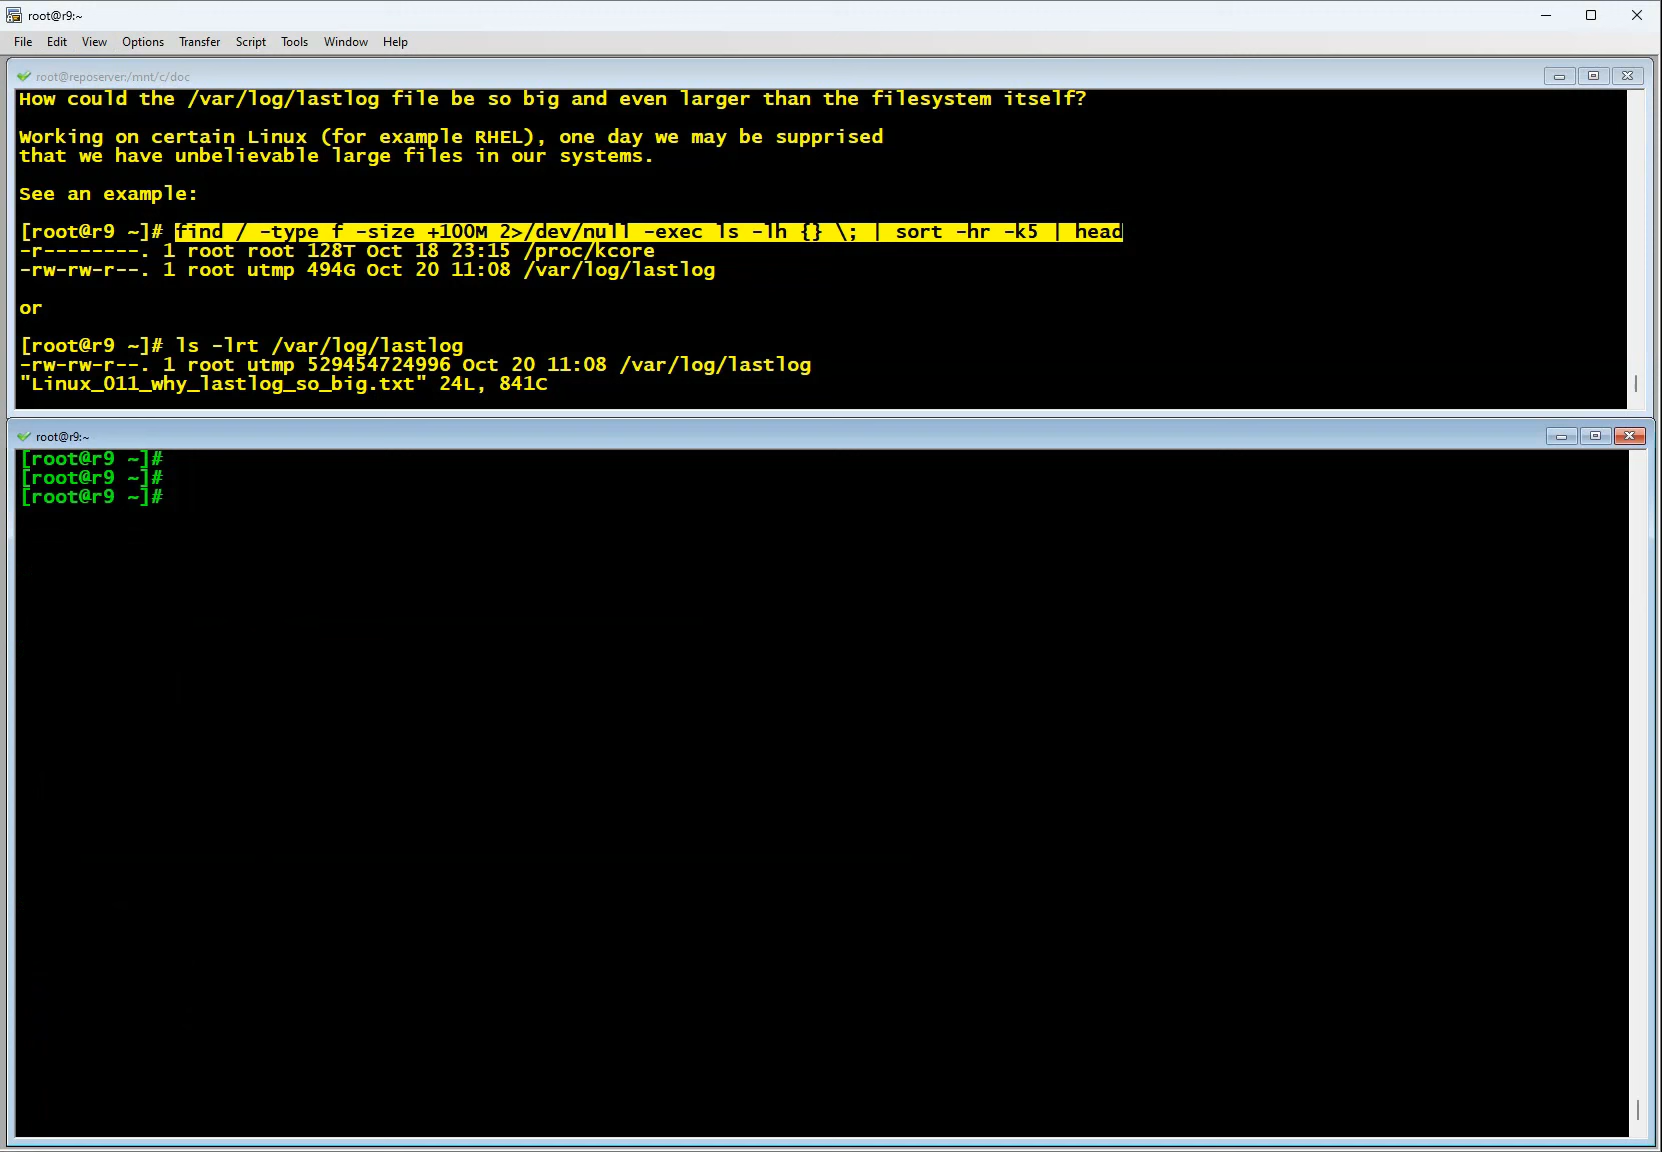 root@r9:~
File Edit View Options Transfer Script Tools Window Help
root@reposerver:/mnt/c/doc
How could the /var/log/lastlog file be so big and even larger than the filesystem itself?
Working on certain Linux (for example RHEL), one day we may be supprised
that we have unbelievable large files in our systems.
See an example:
[root@r9 ~]# find / -type f -size +100M 2>/dev/null -exec ls -lh {} \; | sort -hr -k5 | head
-r--------. 1 root root 128T Oct 18 23:15 /proc/kcore
-rw-rw-r--. 1 root utmp 494G Oct 20 11:08 /var/log/lastlog
or
[root@r9 ~]# ls -lrt /var/log/lastlog
-rw-rw-r--. 1 root utmp 529454724996 Oct 20 11:08 /var/log/lastlog
"Linux_011_why_lastlog_so_big.txt" 24L, 841C
root@r9:~
[root@r9 ~]#
[root@r9 ~]#
[root@r9 ~]#